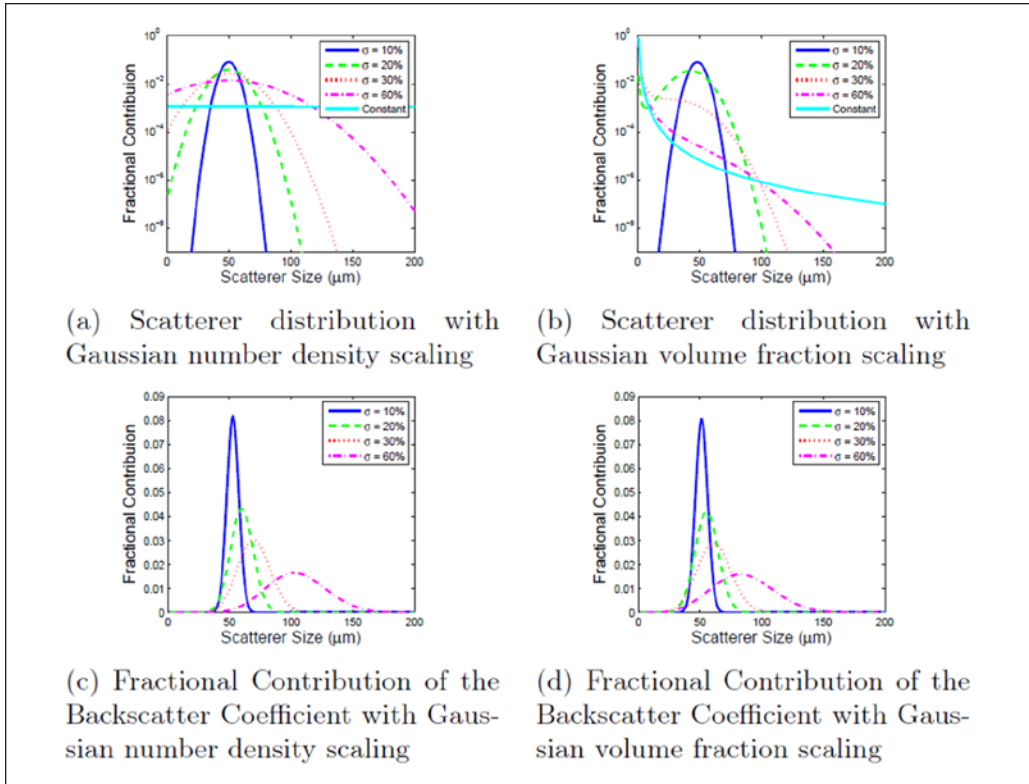 10^0
10^-2
10^-4
10^-6
10^-8
Fractional Contribuion
σ = 10%
σ = 20%
σ = 30%
σ = 60%
Constant
0 50 100 150 200
Scatterer Size (μm)
(a) Scatterer distribution with
Gaussian number density scaling
10^0
10^-2
10^-4
10^-6
10^-8
Fractional Contribution
σ = 10%
σ = 20%
σ = 30%
σ = 60%
Constant
0 50 100 150 200
Scatterer Size (μm)
(b) Scatterer distribution with
Gaussian volume fraction scaling
0.09
0.08
0.07
0.06
0.05
0.04
0.03
0.02
0.01
0
Fractional Contribuion
σ = 10%
σ = 20%
σ = 30%
σ = 60%
0 50 100 150 200
Scatterer Size (μm)
(c) Fractional Contribution of the
Backscatter Coefficient with Gaus-
sian number density scaling
0.09
0.08
0.07
0.06
0.05
0.04
0.03
0.02
0.01
0
Fractional Contribution
σ = 10%
σ = 20%
σ = 30%
σ = 60%
0 50 100 150 200
Scatterer Size (μm)
(d) Fractional Contribution of the
Backscatter Coefficient with Gaus-
sian volume fraction scaling